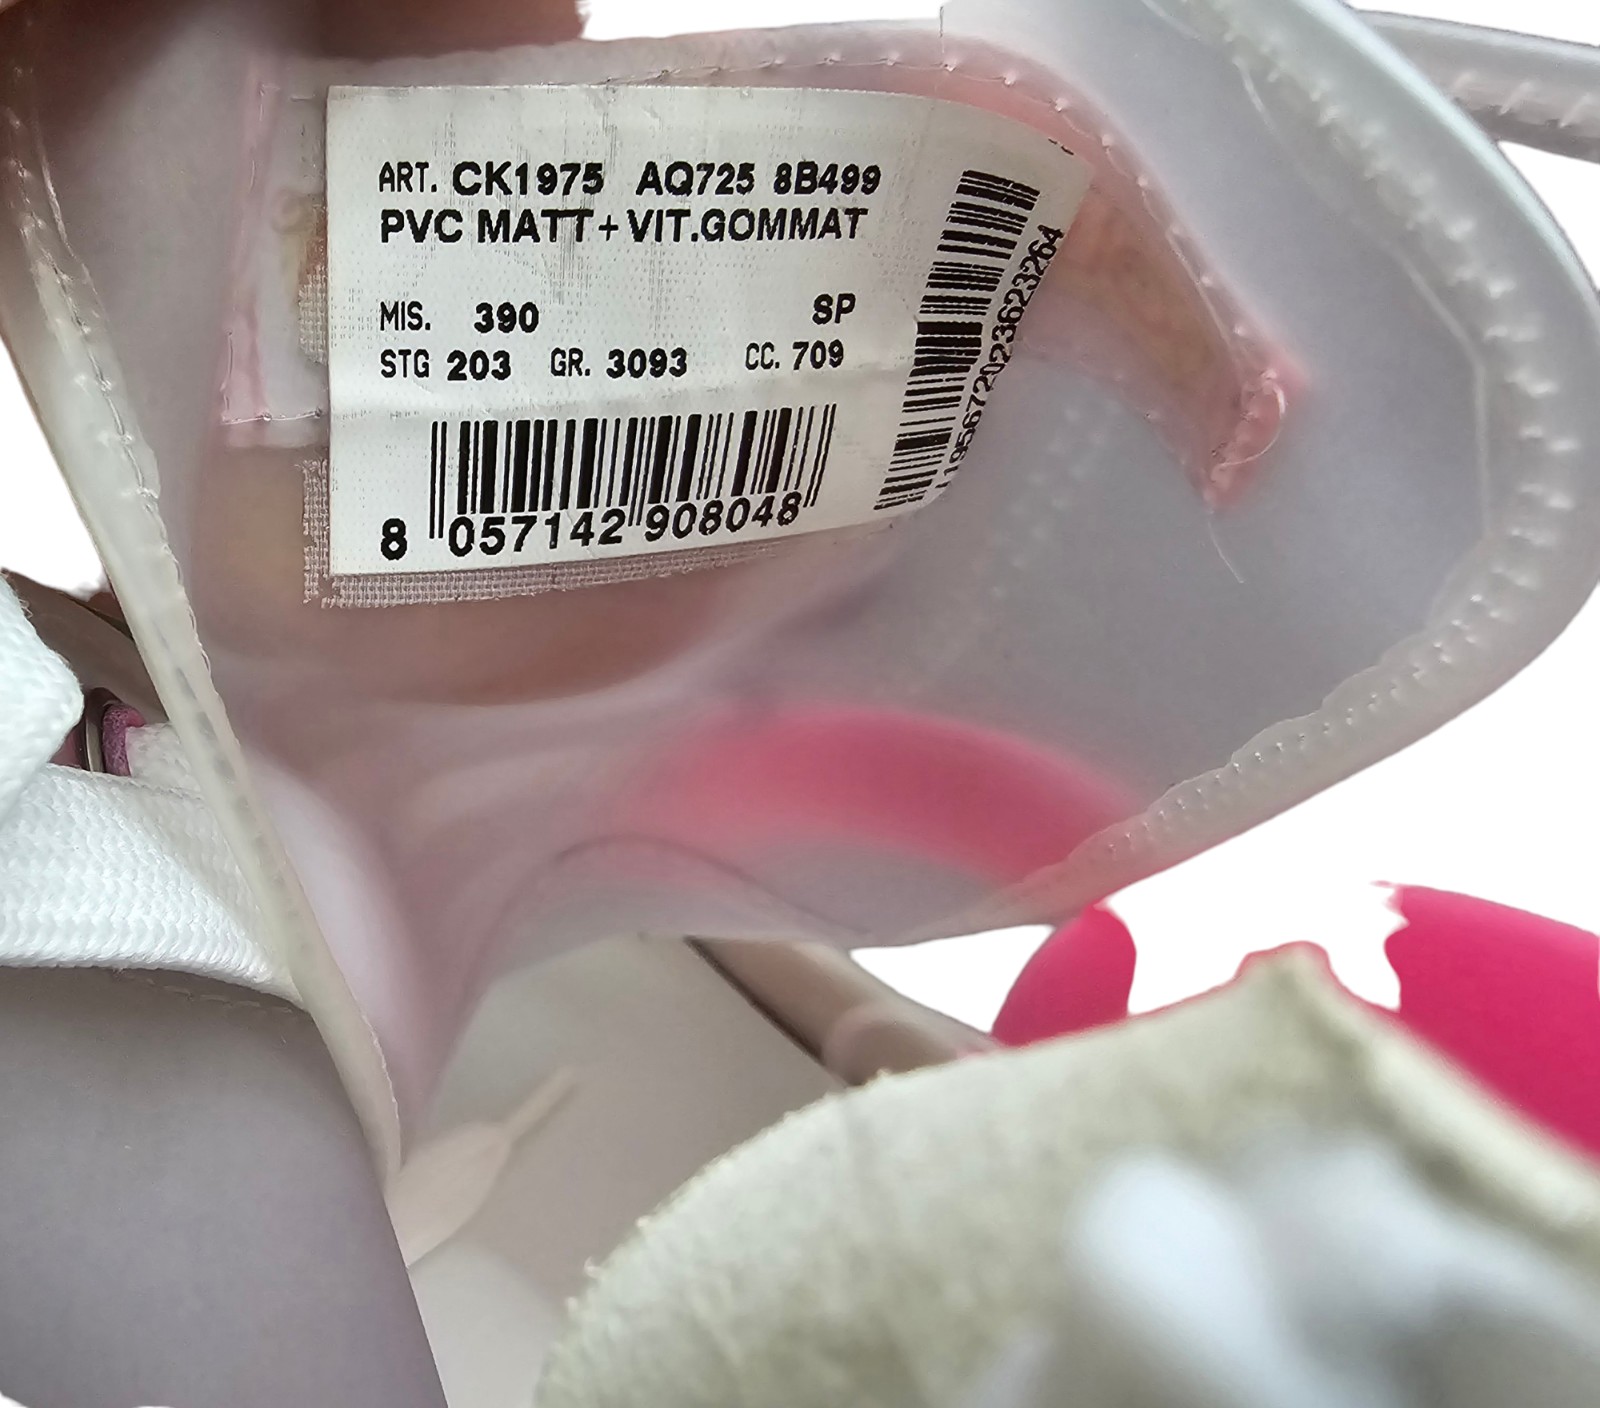 ART. CK1975 AQ725 8B499
PVC MATT+VIT.GOMMAT
MIS. 390 SP
STG 203 GR. 3093 CC. 709
8 057142 908048